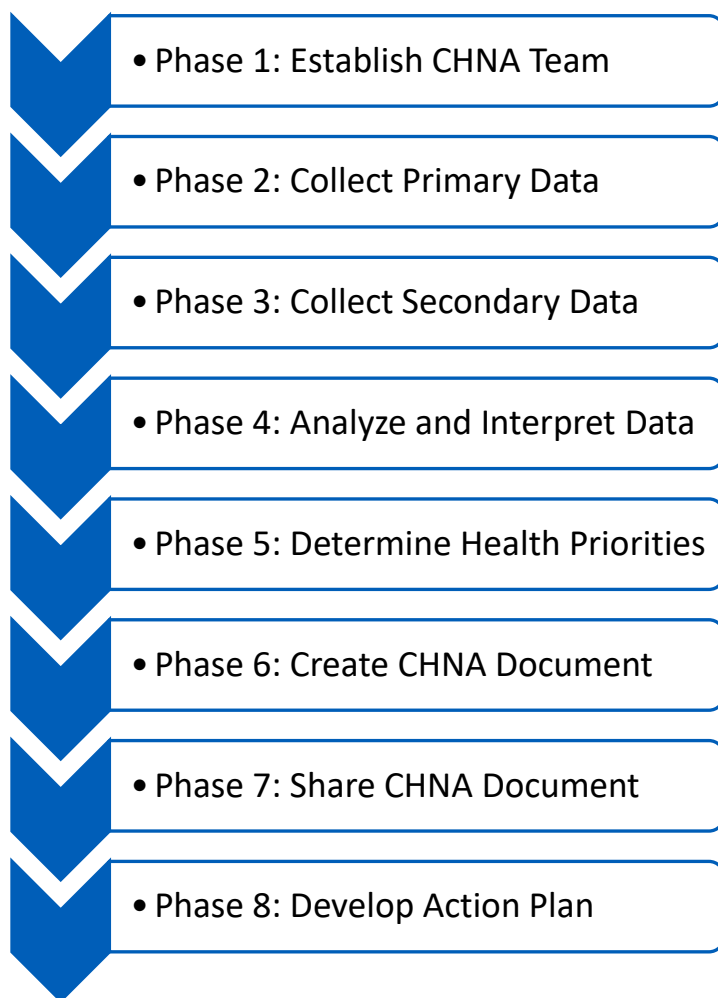 • Phase 1: Establish CHNA Team
• Phase 2: Collect Primary Data
• Phase 3: Collect Secondary Data
• Phase 4: Analyze and Interpret Data
• Phase 5: Determine Health Priorities
• Phase 6: Create CHNA Document
• Phase 7: Share CHNA Document
• Phase 8: Develop Action Plan